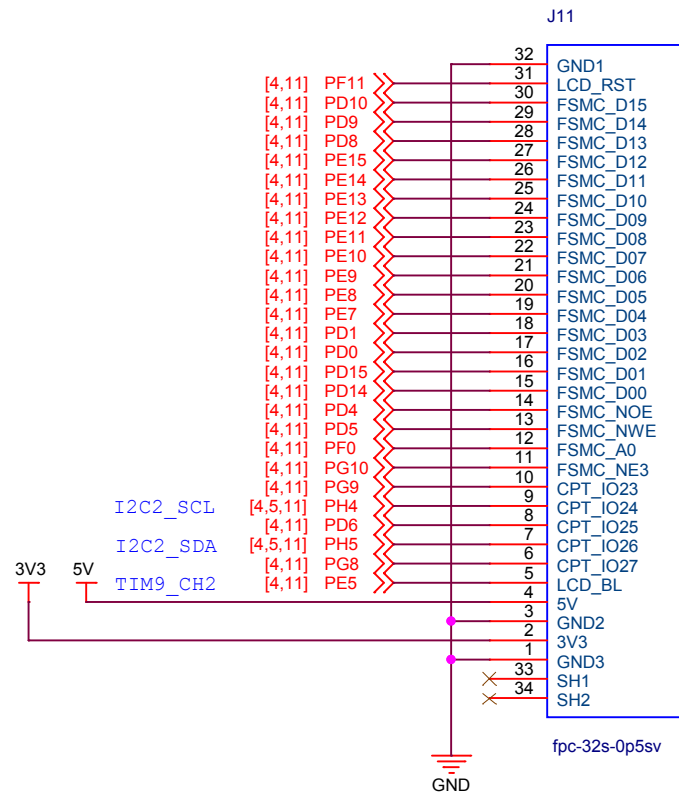 J11
32 GND1
[4,11] PF11 31 LCD_RST
[4,11] PD10 30 FSMC_D15
[4,11] PD9 29 FSMC_D14
[4,11] PD8 28 FSMC_D13
[4,11] PE15 27 FSMC_D12
[4,11] PE14 26 FSMC_D11
[4,11] PE13 25 FSMC_D10
[4,11] PE12 24 FSMC_D09
[4,11] PE11 23 FSMC_D08
[4,11] PE10 22 FSMC_D07
[4,11] PE9 21 FSMC_D06
[4,11] PE8 20 FSMC_D05
[4,11] PE7 19 FSMC_D04
[4,11] PD1 18 FSMC_D03
[4,11] PD0 17 FSMC_D02
[4,11] PD15 16 FSMC_D01
[4,11] PD14 15 FSMC_D00
[4,11] PD4 14 FSMC_NOE
[4,11] PD5 13 FSMC_NWE
[4,11] PF0 12 FSMC_A0
[4,11] PG10 11 FSMC_NE3
[4,11] PG9 10 CPT_IO23
I2C2_SCL [4,5,11] PH4 9 CPT_IO24
[4,11] PD6 8 CPT_IO25
I2C2_SDA [4,5,11] PH5 7 CPT_IO26
[4,11] PG8 6 CPT_IO27
3V3 5V TIM9_CH2 [4,11] PE5 5 LCD_BL
4 5V
3 GND2
2 3V3
1 GND3
33 SH1
34 SH2
fpc-32s-0p5sv
GND